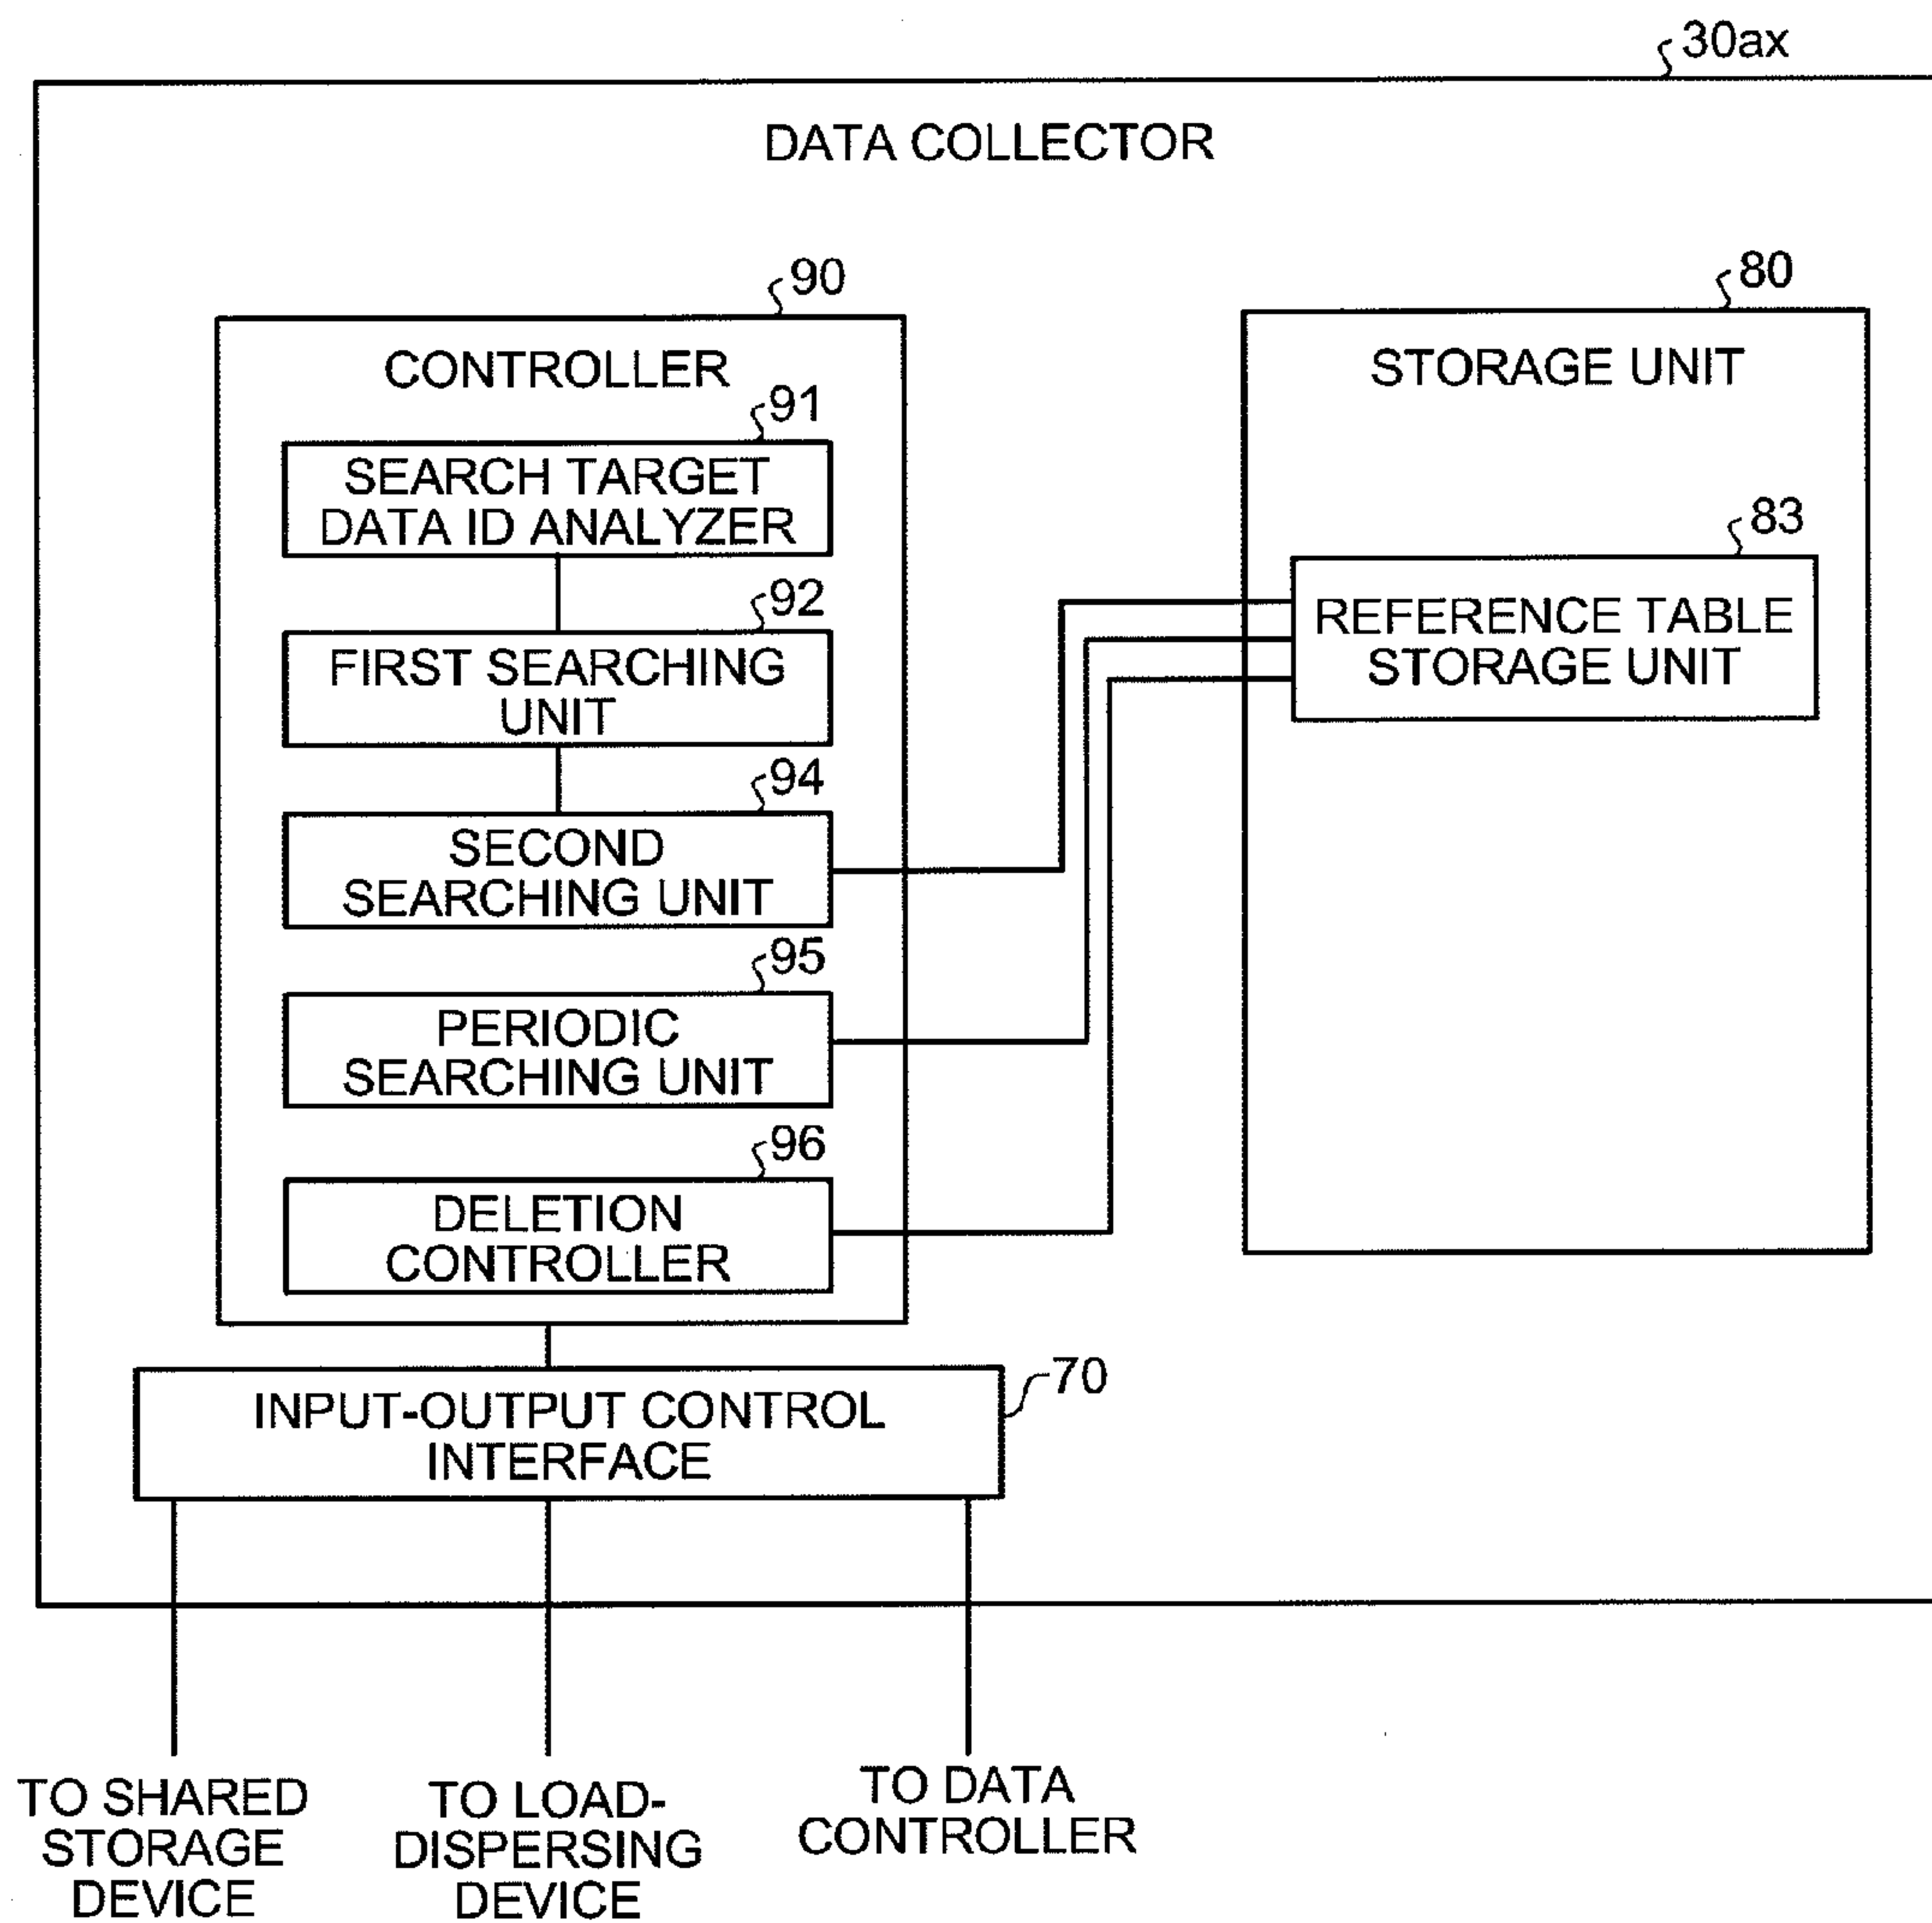 30ax
DATA COLLECTOR
90
CONTROLLER
91
SEARCH TARGET
DATA ID ANALYZER
92
FIRST SEARCHING
UNIT
94
SECOND
SEARCHING UNIT
95
PERIODIC
SEARCHING UNIT
96
DELETION
CONTROLLER
80
STORAGE UNIT
83
REFERENCE TABLE
STORAGE UNIT
70
INPUT-OUTPUT CONTROL
INTERFACE
TO SHARED
STORAGE
DEVICE
TO LOAD-
DISPERSING
DEVICE
TO DATA
CONTROLLER